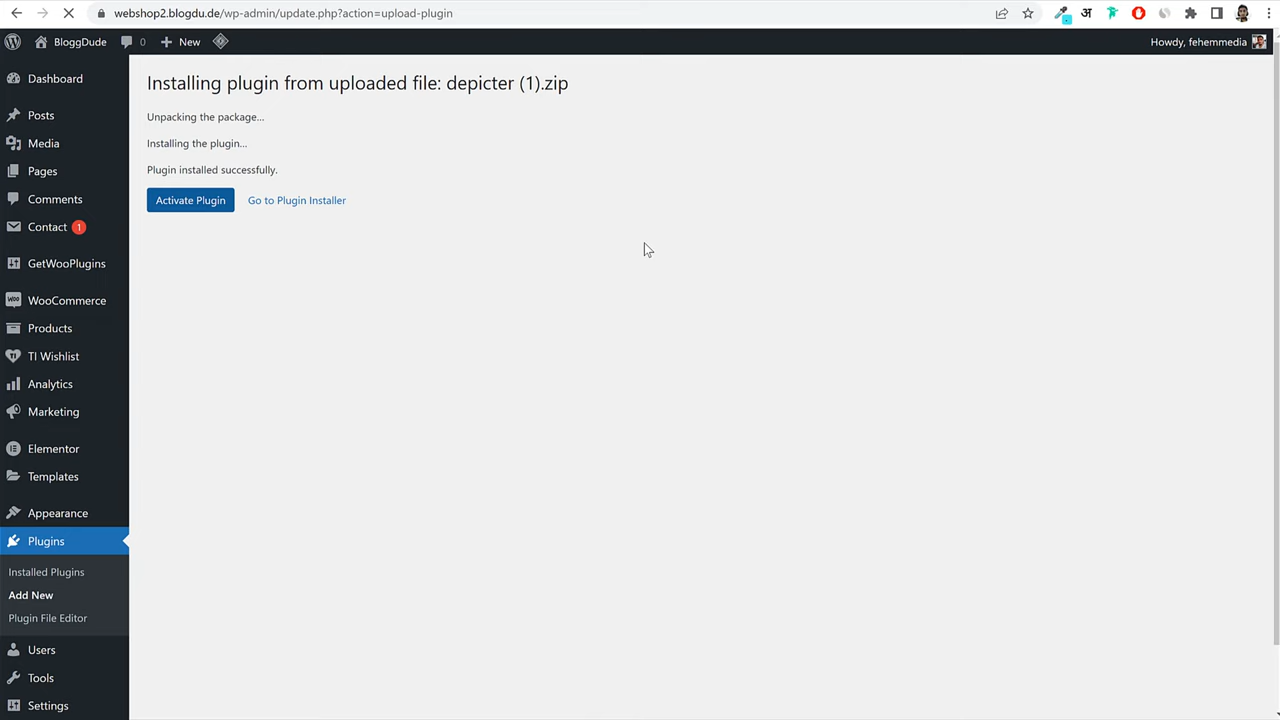 webshop2.blogdu.de/wp-admin/update.php?action=upload-plugin
अ
BloggDude
0
New
Howdy, fehemmedia
Dashboard
Posts
Media
Pages
Comments
Contact 1
GetWooPlugins
WooCommerce
Products
TI Wishlist
Analytics
Marketing
Elementor
Templates
Appearance
Plugins
Installed Plugins
Add New
Plugin File Editor
Users
Tools
Settings
Installing plugin from uploaded file: depicter (1).zip
Unpacking the package...
Installing the plugin...
Plugin installed successfully.
Activate Plugin
Go to Plugin Installer